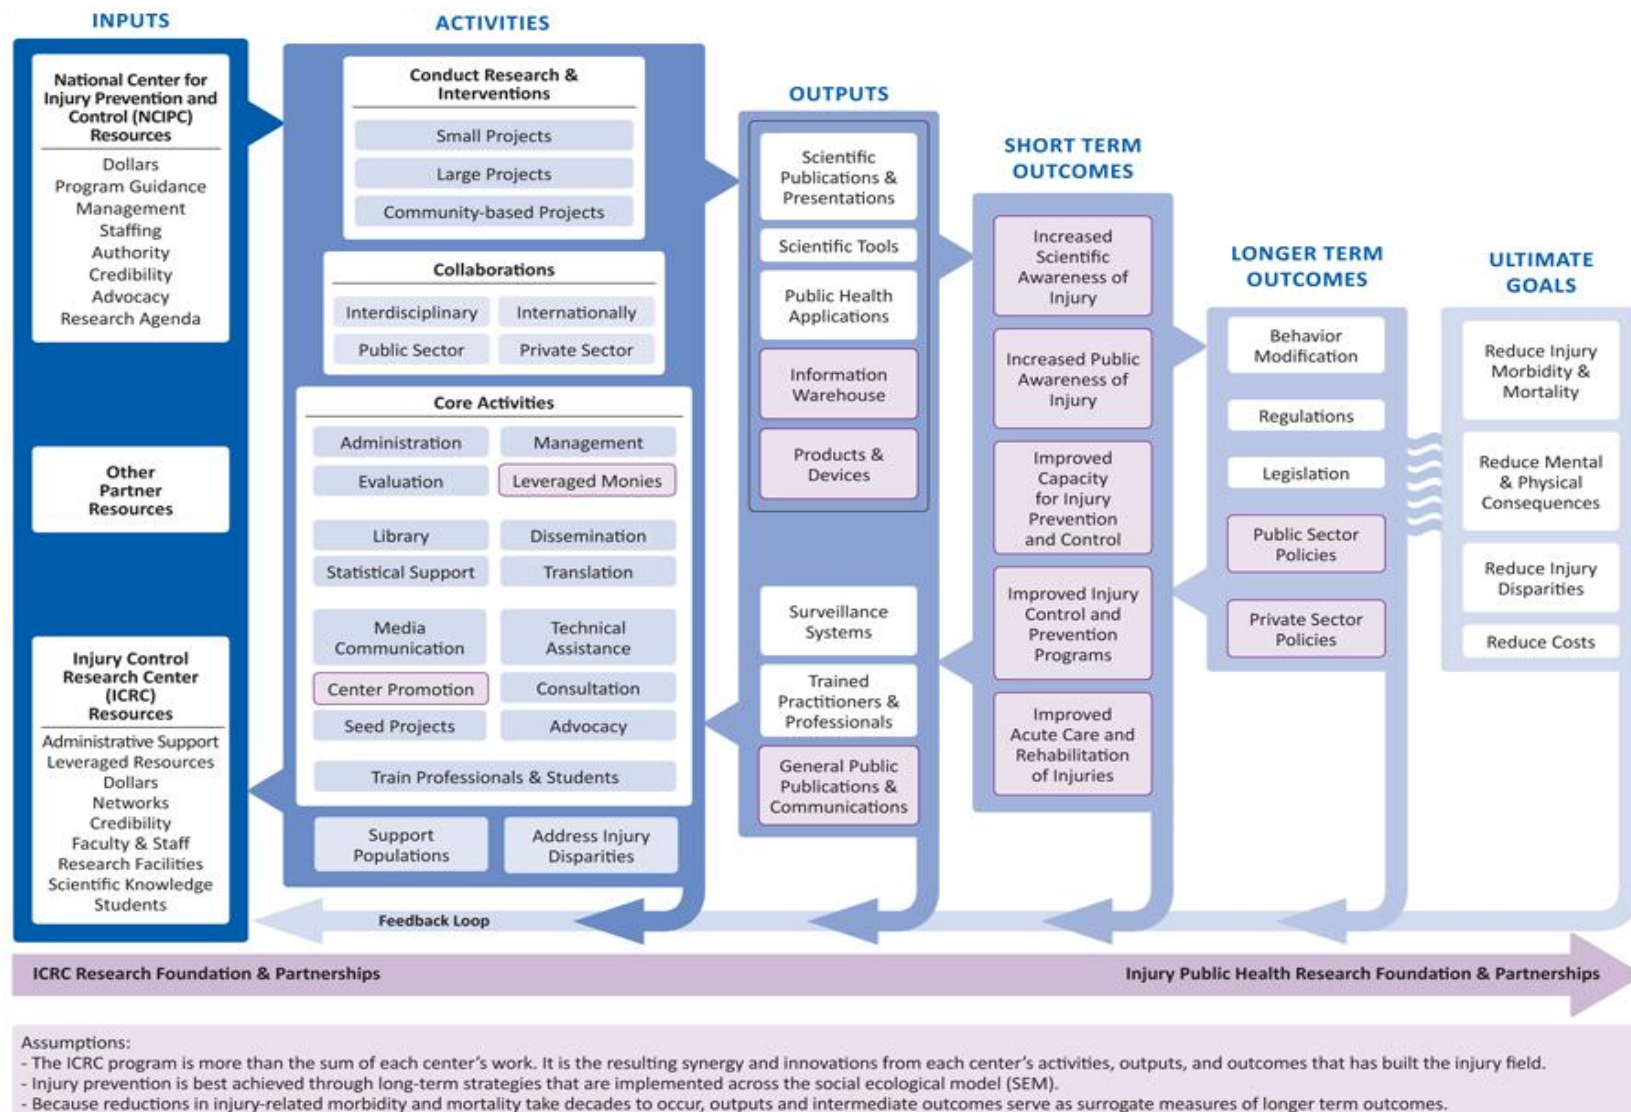 INPUTS
National Center for
Injury Prevention and
Control (NCIPC)
Resources
Dollars
Program Guidance
Management
Staffing
Authority
Credibility
Advocacy
Research Agenda
Other
Partner
Resources
Injury Control
Research Center
(ICRC)
Resources
Administrative Support
Leveraged Resources
Dollars
Networks
Credibility
Faculty & Staff
Research Facilities
Scientific Knowledge
Students
ACTIVITIES
Conduct Research &
Interventions
Small Projects
Large Projects
Community-based Projects
Collaborations
Interdisciplinary
Internationally
Public Sector
Private Sector
Core Activities
Administration
Management
Evaluation
Leveraged Monies
Library
Dissemination
Statistical Support
Translation
Media
Communication
Technical
Assistance
Center Promotion
Consultation
Seed Projects
Advocacy
Train Professionals & Students
Support
Populations
Address Injury
Disparities
OUTPUTS
Scientific
Publications &
Presentations
Scientific Tools
Public Health
Applications
Information
Warehouse
Products &
Devices
Surveillance
Systems
Trained
Practitioners &
Professionals
General Public
Publications &
Communications
SHORT TERM
OUTCOMES
Increased
Scientific
Awareness of
Injury
Increased Public
Awareness of
Injury
Improved
Capacity
for Injury
Prevention
and Control
Improved Injury
Control and
Prevention
Programs
Improved
Acute Care and
Rehabilitation
of Injuries
LONGER TERM
OUTCOMES
Behavior
Modification
Regulations
Legislation
Public Sector
Policies
Private Sector
Policies
ULTIMATE
GOALS
Reduce Injury
Morbidity &
Mortality
Reduce Mental
& Physical
Consequences
Reduce Injury
Disparities
Reduce Costs
Feedback Loop
ICRC Research Foundation & Partnerships
Injury Public Health Research Foundation & Partnerships
Assumptions:
- The ICRC program is more than the sum of each center's work. It is the resulting synergy and innovations from each center's activities, outputs, and outcomes that has built the injury field.
- Injury prevention is best achieved through long-term strategies that are implemented across the social ecological model (SEM).
- Because reductions in injury-related morbidity and mortality take decades to occur, outputs and intermediate outcomes serve as surrogate measures of longer term outcomes.